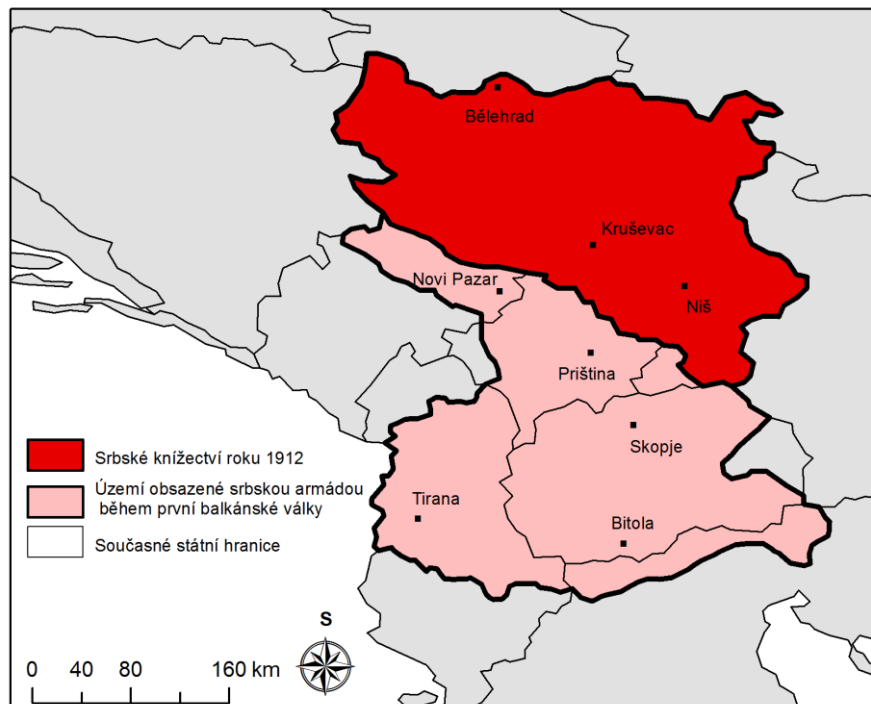 Bělehrad
Kruševac
Novi Pazar
Niš
Priština
Skopje
Srbské knížectví roku 1912
Území obsazené srbskou armádou
během první balkánské války
Tirana
Bitola
Současné státní hranice
S
0 40 80 160 km